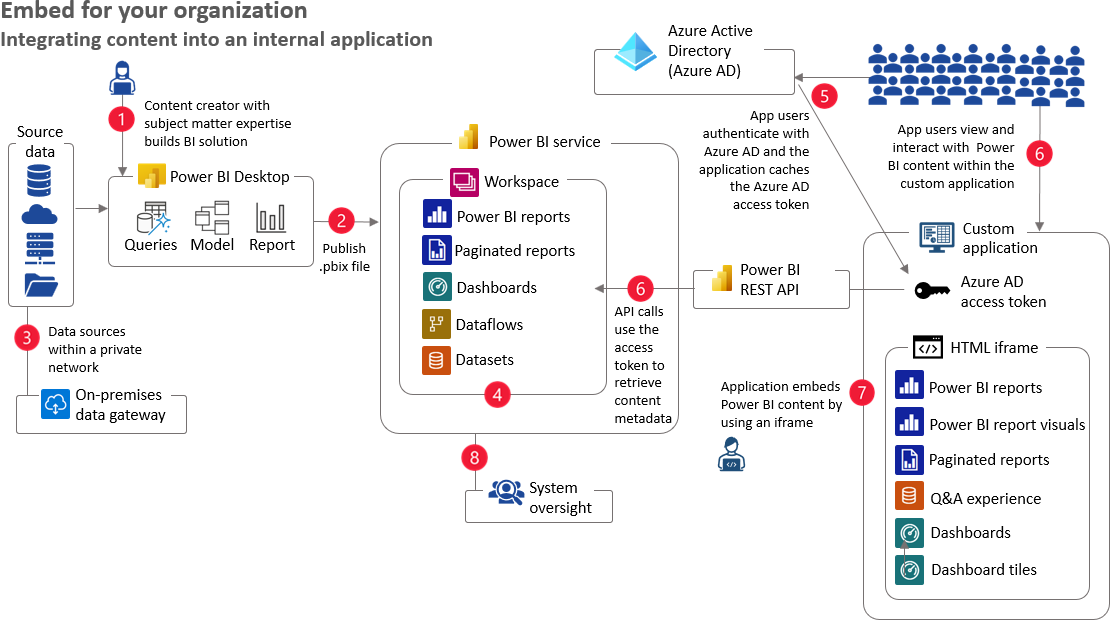 Embed for your organization
Integrating content into an internal application
1
Content creator with
subject matter expertise
builds BI solution
Source
data
Power BI Desktop
Queries
Model
Report
2
Publish
.pbix file
3
Data sources
within a private
network
On-premises
data gateway
Power BI service
Workspace
Power BI reports
Paginated reports
Dashboards
Dataflows
Datasets
4
8
System
oversight
Azure Active
Directory
(Azure AD)
5
App users
authenticate with
Azure AD and the
application caches
the Azure AD
access token
App users view and
interact with Power
BI content within the
custom application
6
Power BI
REST API
6
API calls
use the
access
token to
retrieve
content
metadata
Custom
application
Azure AD
access token
Application embeds
Power BI content by
using an iframe
7
HTML iframe
Power BI reports
Power BI report visuals
Paginated reports
Q&A experience
Dashboards
Dashboard tiles